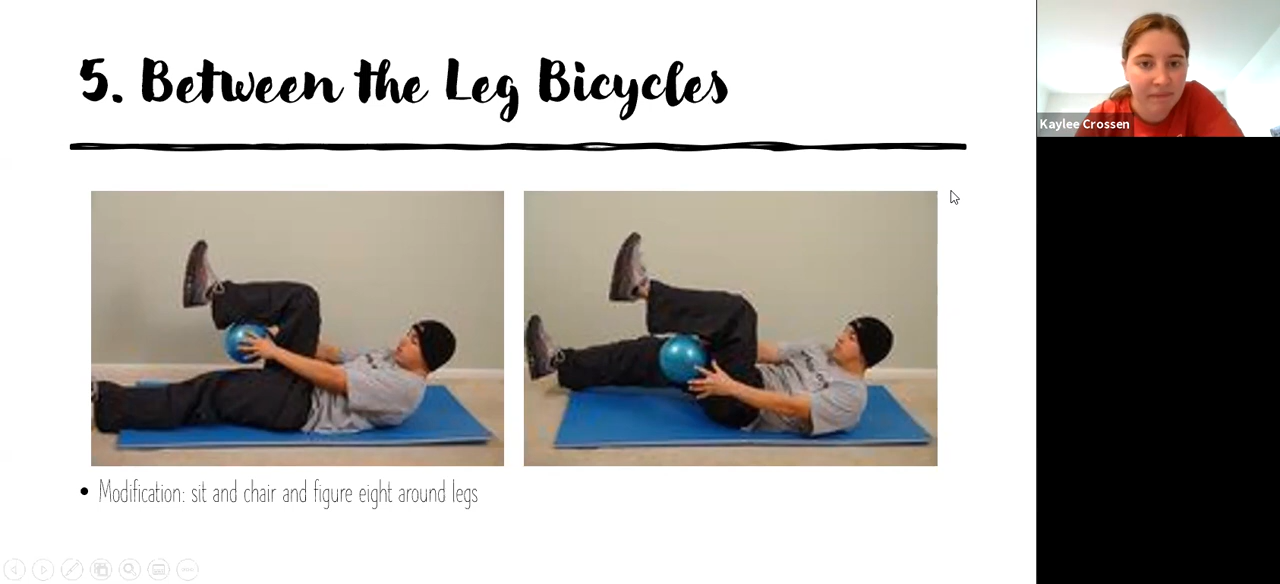 5. Between the Leg Bicycles
Kaylee Crossen
• Modification: sit and chair and figure eight around legs